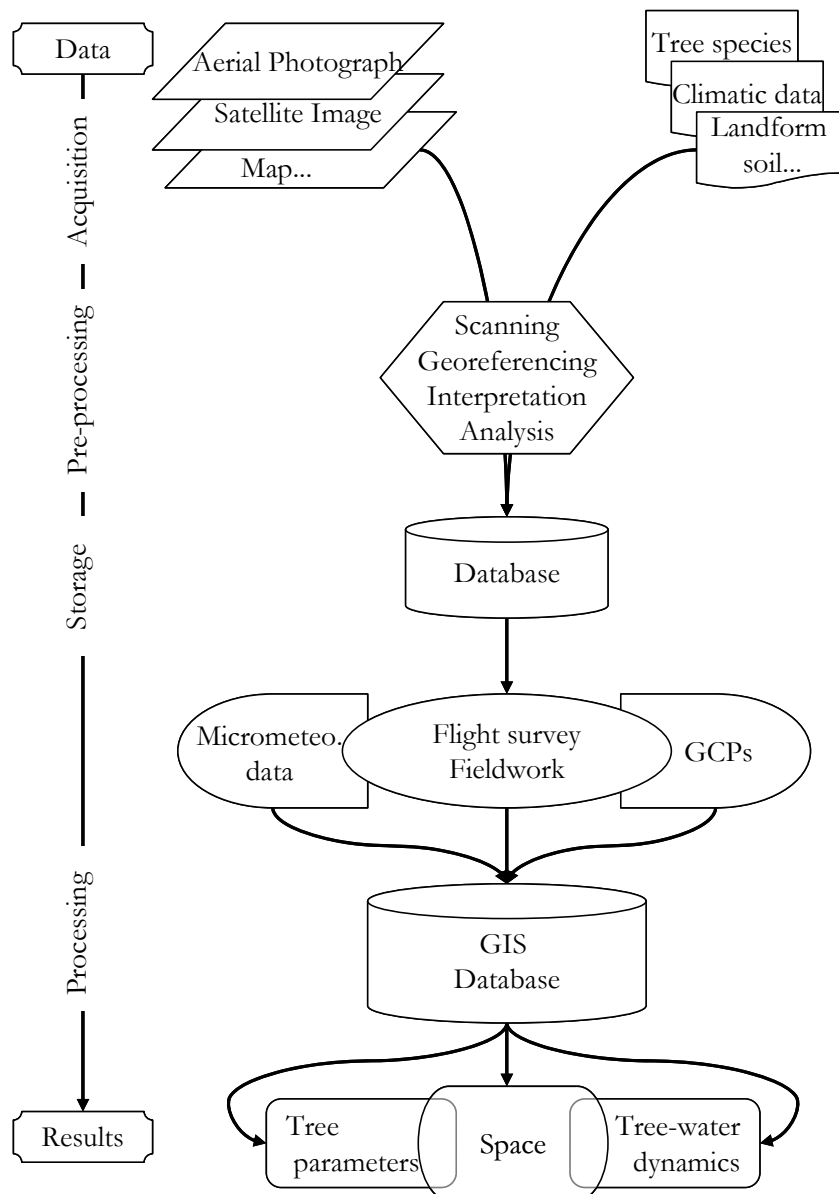 Data
Acquisition
Pre-processing
Storage
Processing
Results
Aerial Photograph
Satellite Image
Map...
Tree species
Climatic data
Landform
soil...
Scanning
Georeferencing
Interpretation
Analysis
Database
Micrometeo.
data
Flight survey
Fieldwork
GCPs
GIS
Database
Tree
parameters
Space
Tree-water
dynamics